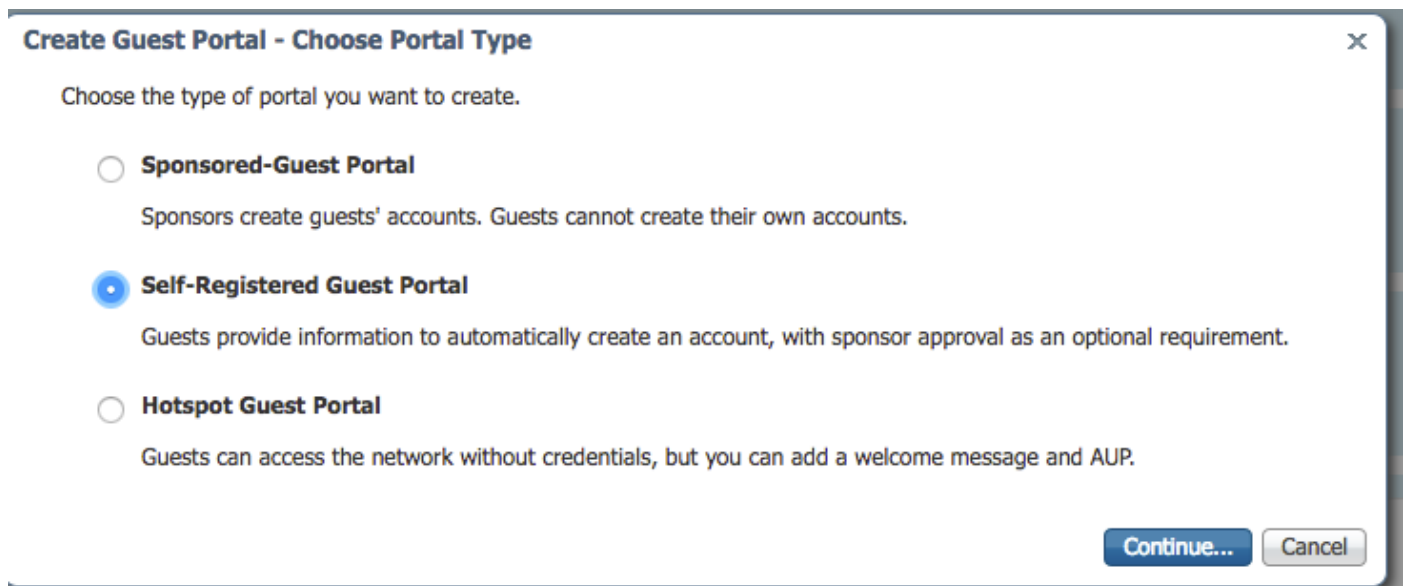 Create Guest Portal - Choose Portal Type
Choose the type of portal you want to create.
Sponsored-Guest Portal
Sponsors create guests' accounts. Guests cannot create their own accounts.
Self-Registered Guest Portal
Guests provide information to automatically create an account, with sponsor approval as an optional requirement.
Hotspot Guest Portal
Guests can access the network without credentials, but you can add a welcome message and AUP.
Continue... Cancel